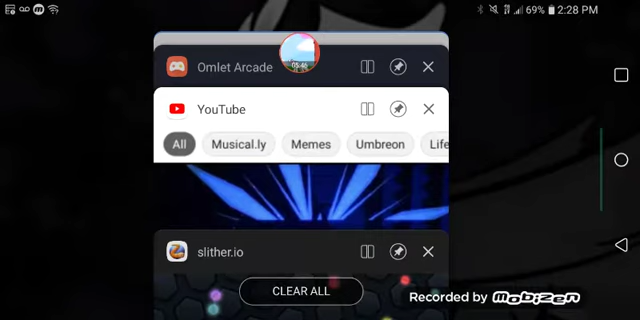 69% 2:28 PM
Omlet Arcade
05:46
YouTube
All Musical.ly Memes Umbreon Life
slither.io
CLEAR ALL
Recorded by Mobizen